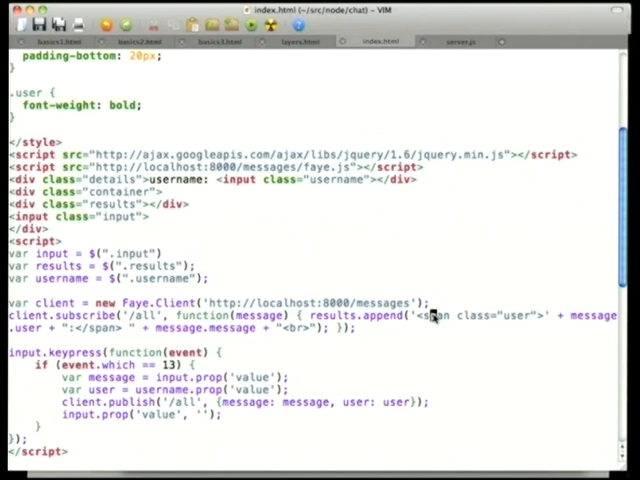 index.html (~/src/node/chat) - VIM
basics1.html basics2.html basics3.html layers.html index.html server.js
padding-bottom: 20px;
}
.user {
font-weight: bold;
}
</style>
<script src="http://ajax.googleapis.com/ajax/libs/jquery/1.6/jquery.min.js"></script>
<script src="http://localhost:8000/messages/faye.js"></script>
<div class="details">username: <input class="username"></div>
<div class="container">
<div class="results"></div>
<input class="input">
</div>
<script>
var input = $(".input")
var results = $(".results");
var username = $(".username");
var client = new Faye.Client('http://localhost:8000/messages');
client.subscribe('/all', function(message) { results.append('<span class="user">' + message
.user + ":</span> " + message.message + "<br>"); });
input.keypress(function(event) {
if (event.which == 13) {
var message = input.prop('value');
var user = username.prop('value');
client.publish('/all', {message: message, user: user});
input.prop('value', '');
}
});
</script>